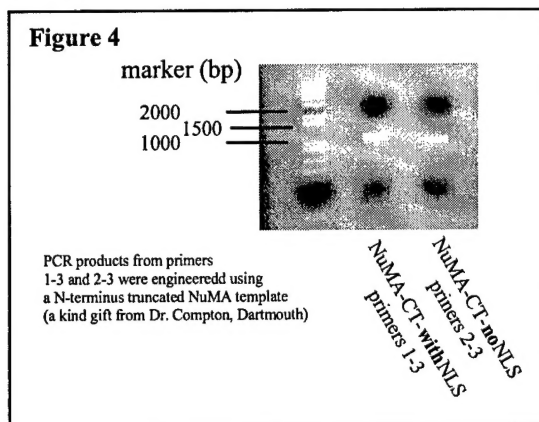 Figure 4
marker (bp)
2000
1500
1000
PCR products from primers
1-3 and 2-3 were engineeredd using
a N-terminus truncated NuMA template
(a kind gift from Dr. Compton, Dartmouth)
NuMA-CT-withNLS
primers 1-3
NuMA-CT-noNLS
priners 2-3